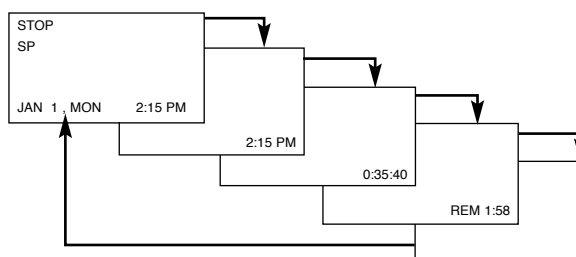 STOP
SP
JAN 1 , MON 2:15 PM
2:15 PM
0:35:40
REM 1:58